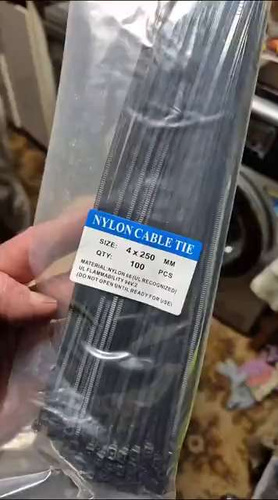 NYLON CABLE TIE
SIZE: 4 x 250 MM
QTY: 100 PCS
MATERIAL:NYLON 66 (UL RECOGNIZED)
UL FLAMMABILITY 94V.2
(DO NOT OPEN UNTIL READY FOR USE)